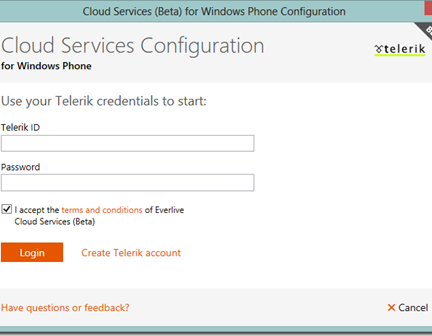 Cloud Services (Beta) for Windows Phone Configuration
Cloud Services Configuration
for Windows Phone
telerik
Use your Telerik credentials to start:
Telerik ID
Password
I accept the terms and conditions of Everlive
Cloud Services (Beta)
Login
Create Telerik account
Have questions or feedback?
Cancel